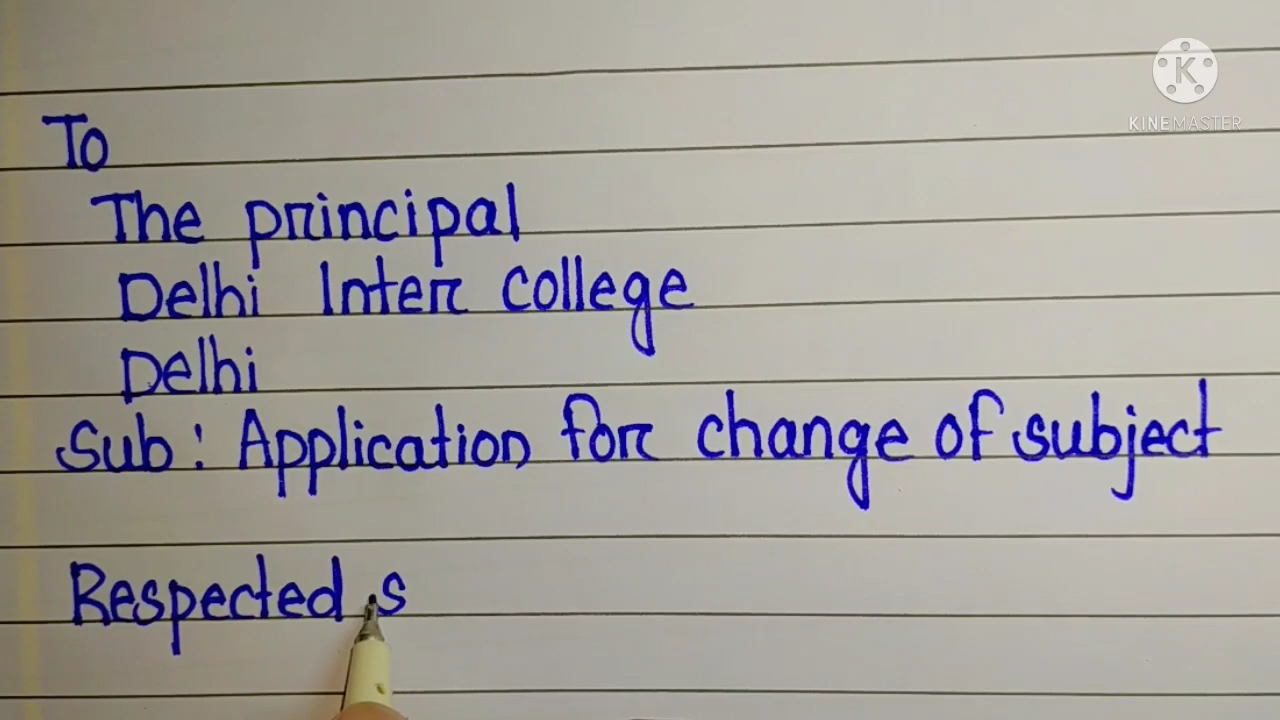 KINEMASTER
To
The principal
Delhi Inter college
Delhi
Sub: Application for change of subject
Respected s